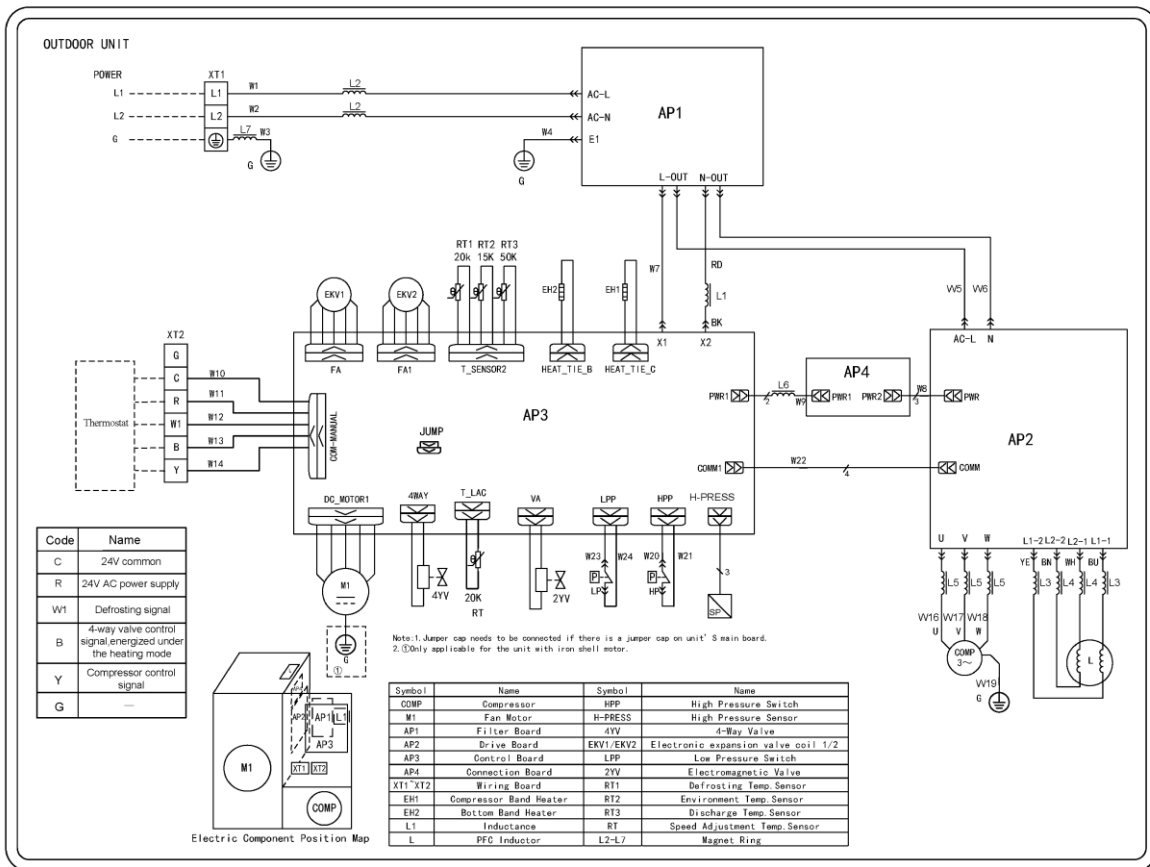 OUTDOOR UNIT
POWER
XT1
L1 L1 W1 L2 AC-L
L2 L2 W2 L2 AC-N
G L7 W3 W4 E1
G G
AP1
L-OUT N-OUT
RT1 RT2 RT3
20k 15K 50K
W7 RD
EKV1 EKV2 EH2 EH1 L1
BK
W5 W6
X1 X2
AC-L N
FA FA1 T_SENSOR2 HEAT_TIE_B HEAT_TIE_C
XT2
G
C W10
R W11
W1 W12
B W13
Y W14
Thermostat
COM-MANUAL
AP3
JUMP
PWR1 2 L6 W9 PWR1 PWR2 3 W8 PWR
AP4
AP2
COMM1 W22 4 COMM
DC_MOTOR1 4WAY T_LAC VA LPP HPP H-PRESS
U V W L1-2 L2-2 L2-1 L1-1
YE BN WH BU
L5 L5 L5 L3 L4 L4 L3
W23 W24 W20 W21
M1 4YV 20K 2YV P LP P HP 3 SP
RT
G
①
W16 W17 W18
U V W
COMP
3～
L
W19
G
Note:1.Jumper cap needs to be connected if there is a jumper cap on unit' S main board.
2.①Only applicable for the unit with iron shell motor.
Code Name
C 24V common
R 24V AC power supply
W1 Defrosting signal
B 4-way valve control
signal,energized under
the heating mode
Y Compressor control
signal
G —
AP2 AP1 L1
AP3
M1 XT1 XT2
COMP
Electric Component Position Map
Symbol Name Symbol Name
COMP Compressor HPP High Pressure Switch
M1 Fan Motor H-PRESS High Pressure Sensor
AP1 Filter Board 4YV 4-Way Valve
AP2 Drive Board EKV1/EKV2 Electronic expansion valve coil 1/2
AP3 Control Board LPP Low Pressure Switch
AP4 Connection Board 2YV Electromagnetic Valve
XT1~XT2 Wiring Board RT1 Defrosting Temp.Sensor
EH1 Compressor Band Heater RT2 Environment Temp.Sensor
EH2 Bottom Band Heater RT3 Discharge Temp.Sensor
L1 Inductance RT Speed Adjustment Temp.Sensor
L PFC Inductor L2-L7 Magnet Ring